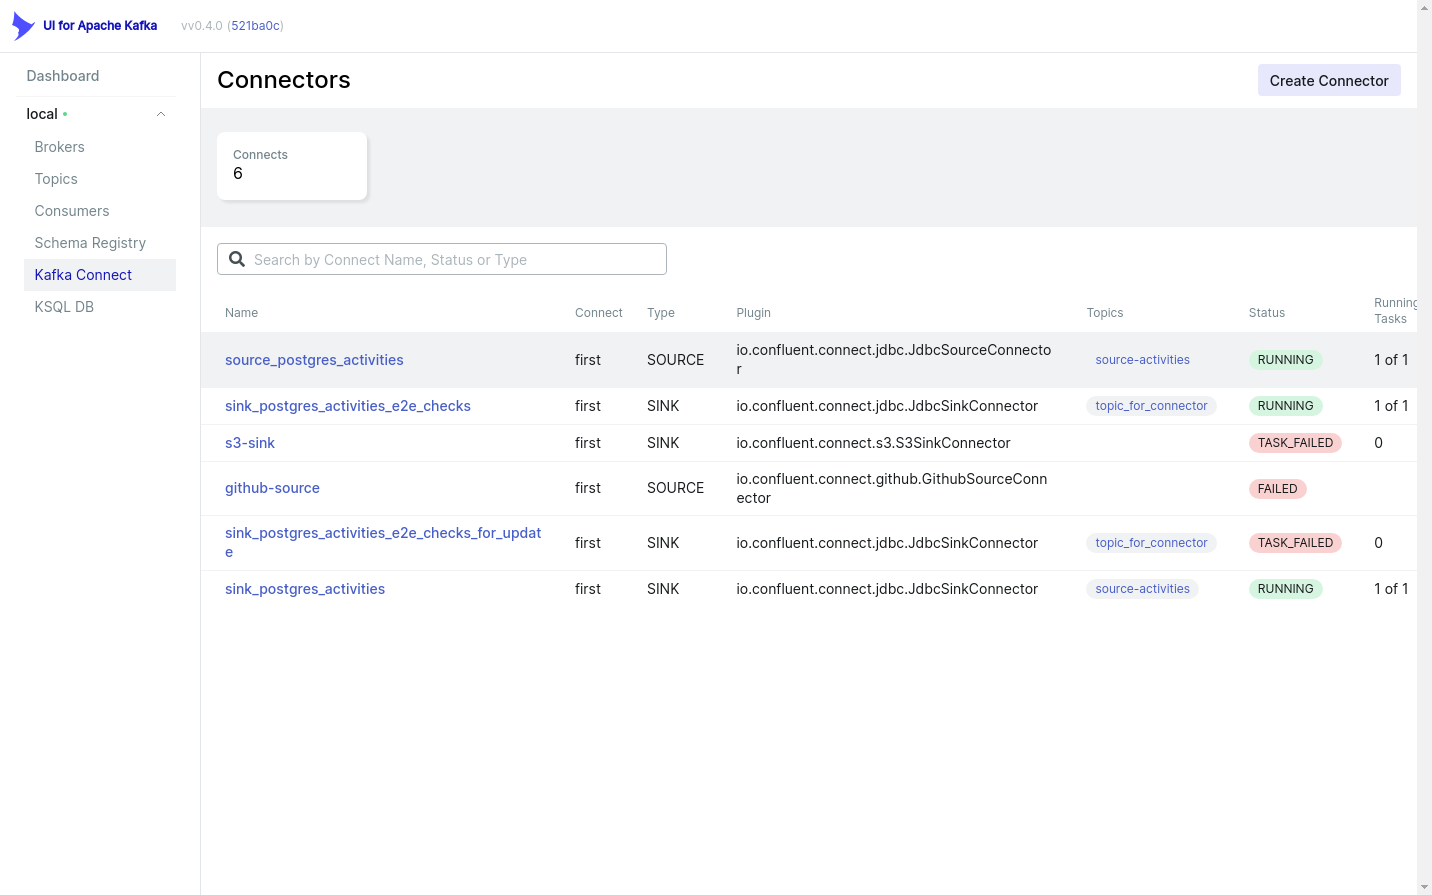 UI for Apache Kafka vv0.4.0 (521ba0c)
Dashboard
local
Brokers
Topics
Consumers
Schema Registry
Kafka Connect
KSQL DB
Connectors
Create Connector
Connects
6
Search by Connect Name, Status or Type
Name Connect Type Plugin Topics Status Running
Tasks
source_postgres_activities first SOURCE io.confluent.connect.jdbc.JdbcSourceConnecto
r source-activities RUNNING 1 of 1
sink_postgres_activities_e2e_checks first SINK io.confluent.connect.jdbc.JdbcSinkConnector topic_for_connector RUNNING 1 of 1
s3-sink first SINK io.confluent.connect.s3.S3SinkConnector TASK_FAILED 0
github-source first SOURCE io.confluent.connect.github.GithubSourceConn
ector FAILED
sink_postgres_activities_e2e_checks_for_updat
e first SINK io.confluent.connect.jdbc.JdbcSinkConnector topic_for_connector TASK_FAILED 0
sink_postgres_activities first SINK io.confluent.connect.jdbc.JdbcSinkConnector source-activities RUNNING 1 of 1